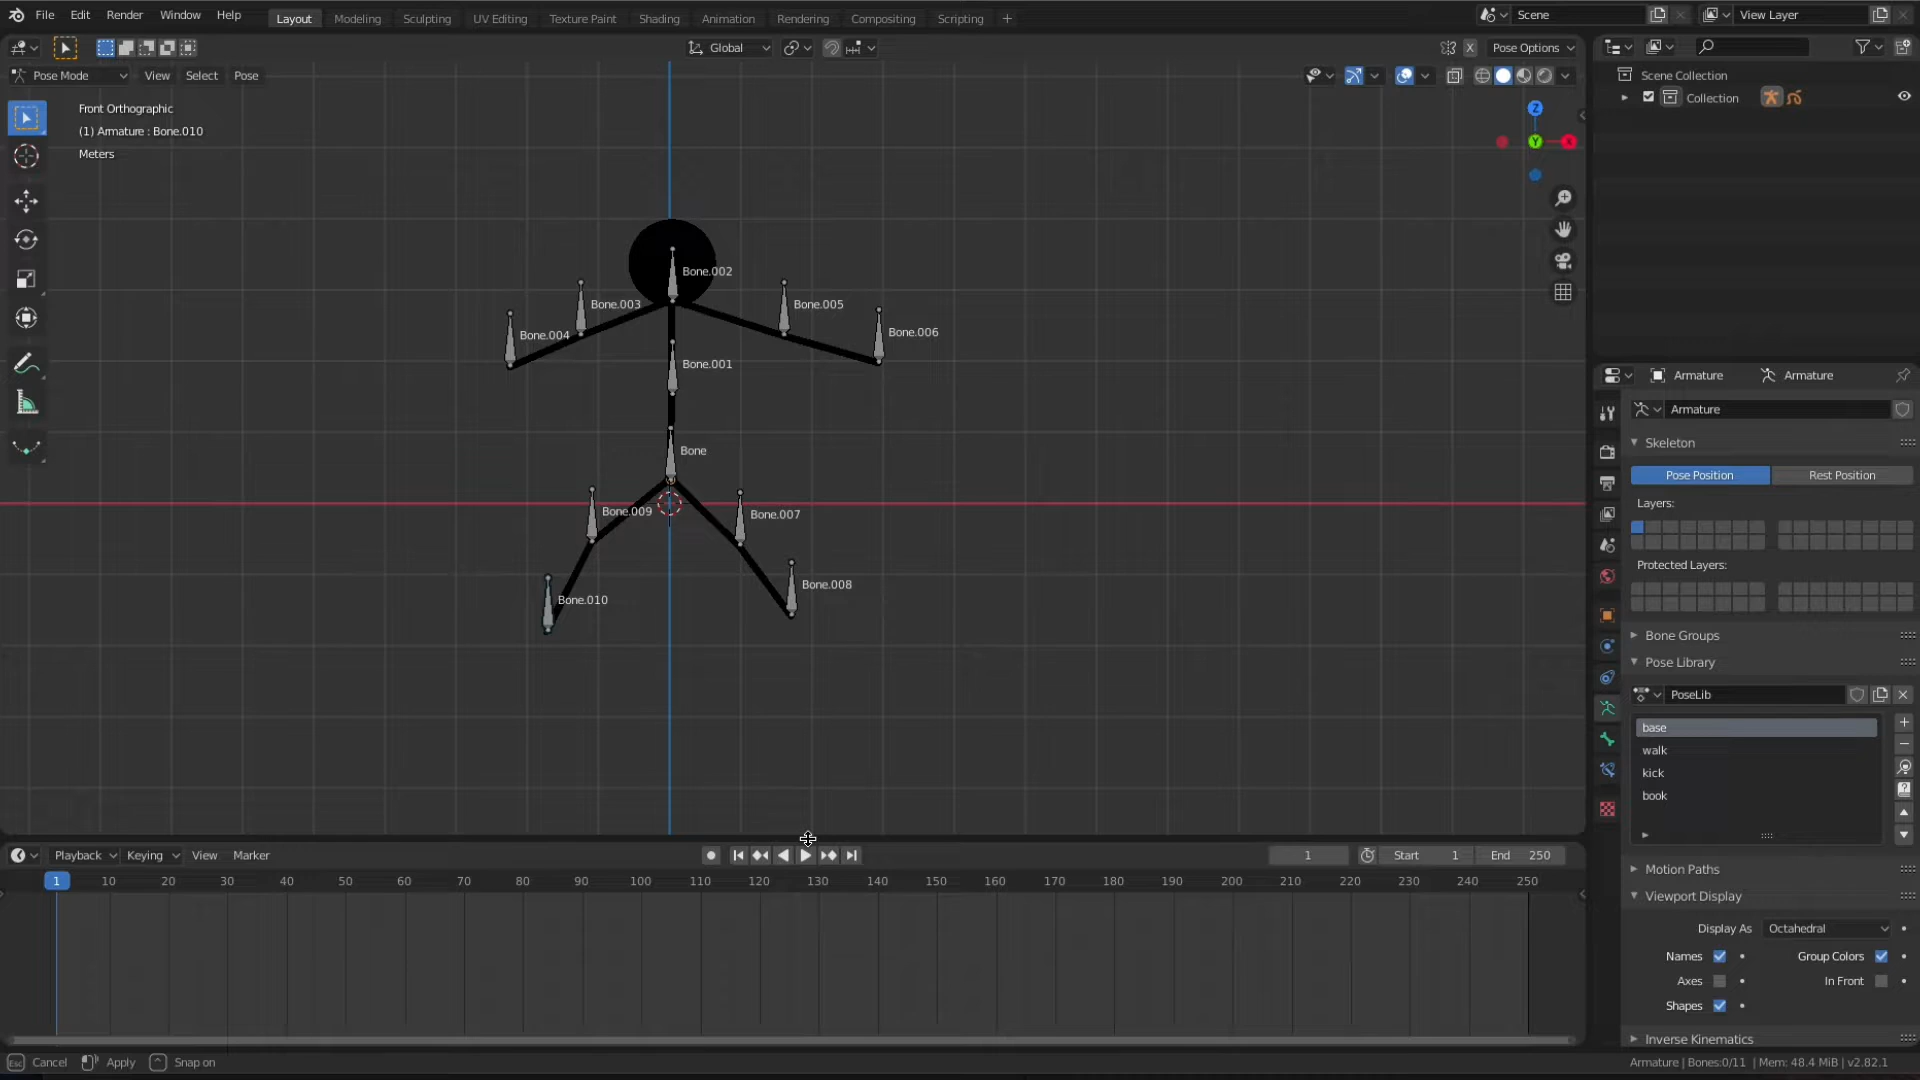 File Edit Render Window Help Layout Modeling Sculpting UV Editing Texture Paint Shading Animation Rendering Compositing Scripting + Scene View Layer
Global X Pose Options
Pose Mode View Select Pose
Scene Collection
Collection
Front Orthographic
(1) Armature : Bone.010
Meters
Z
Y
X
Bone.002
Bone.003 Bone.005
Bone.004 Bone.006
Bone.001
Bone
Bone.009 Bone.007
Bone.010 Bone.008
Armature Armature
Armature
Skeleton
Pose Position Rest Position
Layers:
Protected Layers:
Bone Groups
Pose Library
PoseLib
base
walk
kick
book
Motion Paths
Viewport Display
Display As Octahedral
Names Group Colors
Axes In Front
Shapes
Inverse Kinematics
Playback Keying View Marker 1 Start 1 End 250
1 10 20 30 40 50 60 70 80 90 100 110 120 130 140 150 160 170 180 190 200 210 220 230 240 250
Esc Cancel Apply Snap on Armature | Bones:0/11 | Mem: 48.4 MiB | v2.82.1